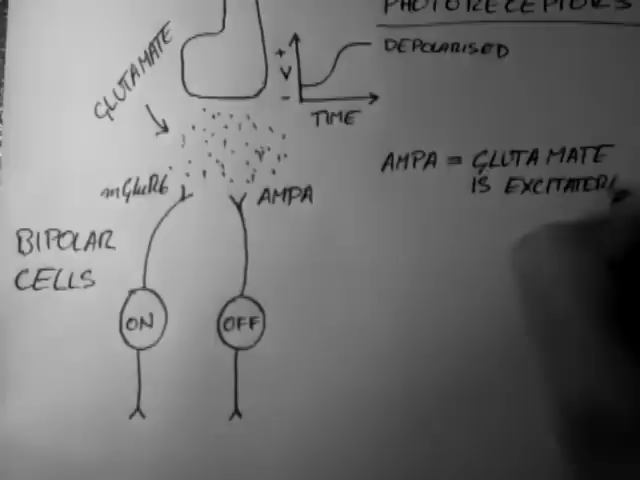 PHOTORECEPTORS
DEPOLARISED
+
V
-
TIME
GLUTAMATE
mGluR6
AMPA
AMPA = GLUTAMATE
IS EXCITATORY
BIPOLAR
CELLS
ON
OFF